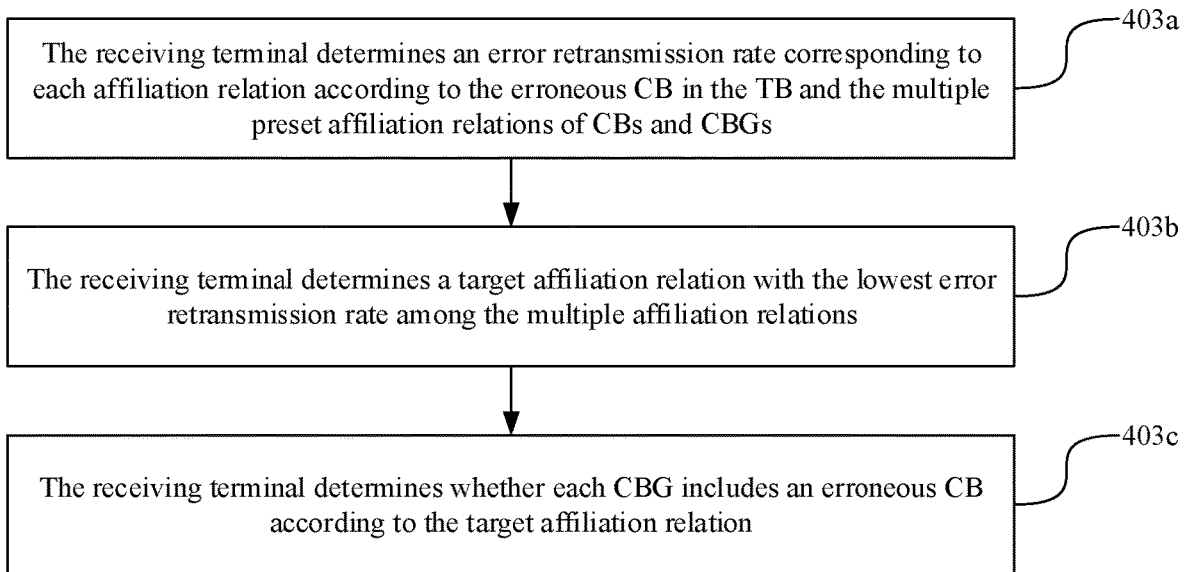 403a
The receiving terminal determines an error retransmission rate corresponding to
each affiliation relation according to the erroneous CB in the TB and the multiple
preset affiliation relations of CBs and CBGs
403b
The receiving terminal determines a target affiliation relation with the lowest error
retransmission rate among the multiple affiliation relations
403c
The receiving terminal determines whether each CBG includes an erroneous CB
according to the target affiliation relation